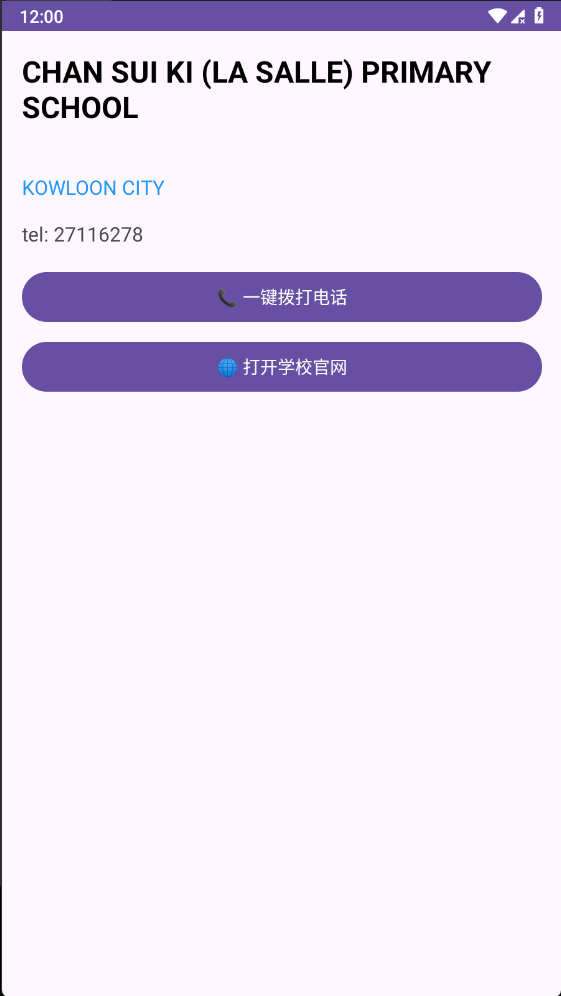 12:00
CHAN SUI KI (LA SALLE) PRIMARY
SCHOOL
KOWLOON CITY
tel: 27116278
📞 一键拨打电话
🌐 打开学校官网